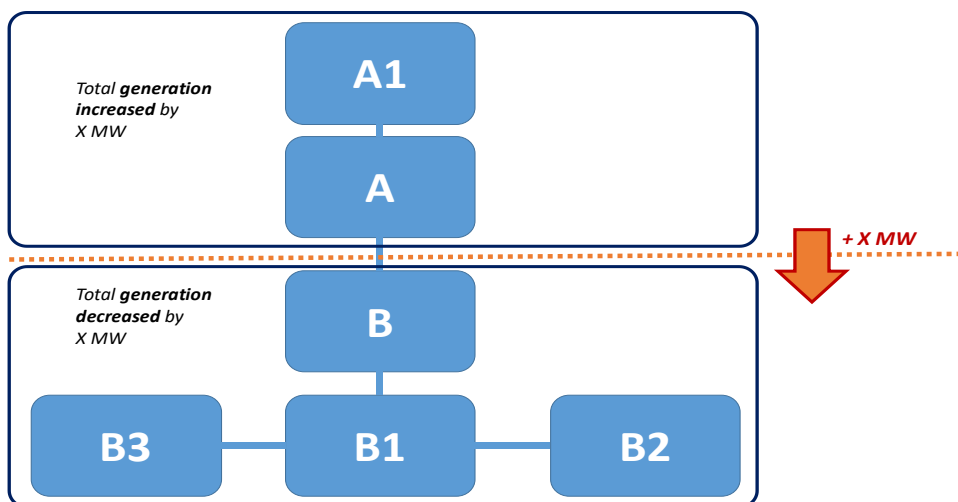 A1
Total generation
increased by
X MW
A
+ X MW
Total generation
decreased by
X MW
B
B3
B1
B2